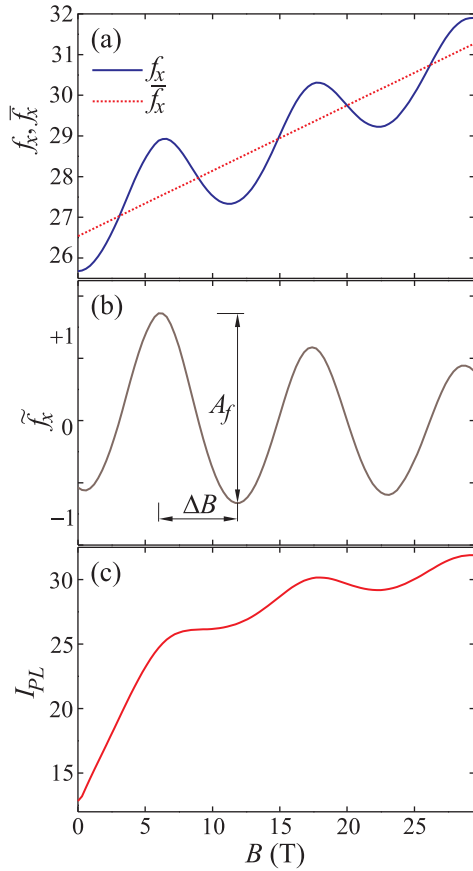 32
(a)
31
f_x
f̄_x
30
f_x, f̄_x
29
28
27
26
(b)
+1
A_f
f̃_x
0
ΔB
−1
(c)
30
25
I_PL
20
15
0 5 10 15 20 25
B (T)